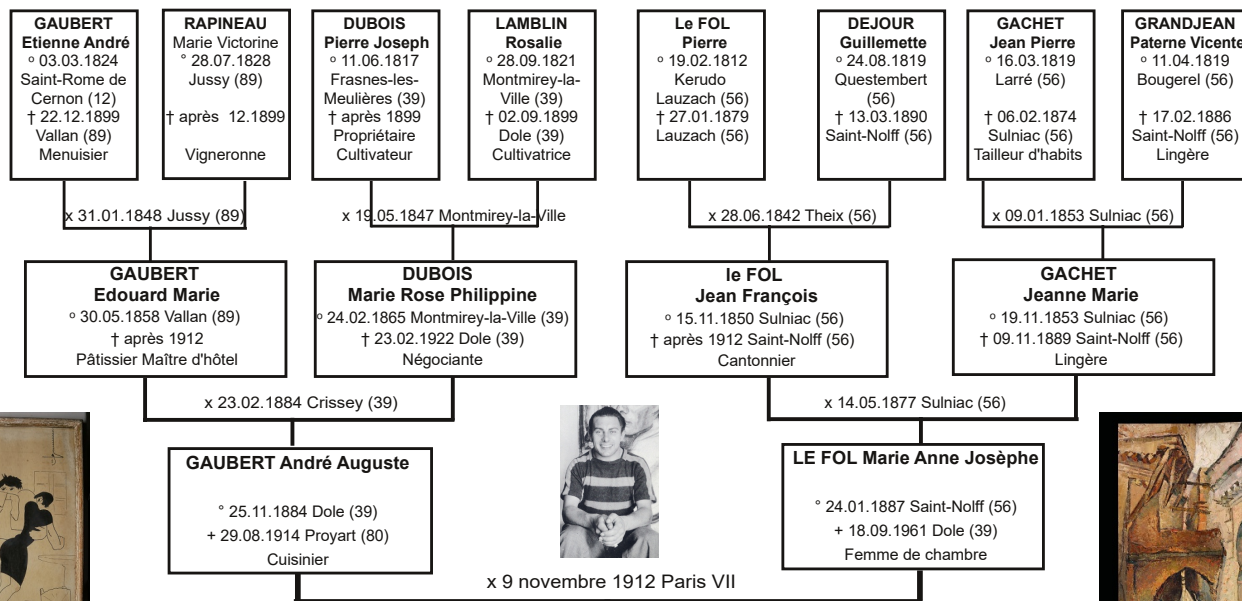 GAUBERT
Etienne André
° 03.03.1824
Saint-Rome de
Cernon (12)
† 22.12.1899
Vallan (89)
Menuisier
RAPINEAU
Marie Victorine
° 28.07.1828
Jussy (89)
† après 12.1899
Vigneronne
DUBOIS
Pierre Joseph
° 11.06.1817
Frasnes-les-
Meulières (39)
† après 1899
Propriétaire
Cultivateur
LAMBLIN
Rosalie
° 28.09.1821
Montmirey-la-
Ville (39)
† 02.09.1899
Dole (39)
Cultivatrice
Le FOL
Pierre
° 19.02.1812
Kerudo
Lauzach (56)
† 27.01.1879
Lauzach (56)
DEJOUR
Guillemette
° 24.08.1819
Questembert
(56)
† 13.03.1890
Saint-Nolff (56)
GACHET
Jean Pierre
° 16.03.1819
Larré (56)
† 06.02.1874
Sulniac (56)
Tailleur d'habits
GRANDJEAN
Paterne Vicente
° 11.04.1819
Bougerel (56)
† 17.02.1886
Saint-Nolff (56)
Lingère
x 31.01.1848 Jussy (89)
x 19.05.1847 Montmirey-la-Ville
x 28.06.1842 Theix (56)
x 09.01.1853 Sulniac (56)
GAUBERT
Edouard Marie
° 30.05.1858 Vallan (89)
† après 1912
Pâtissier Maître d'hôtel
DUBOIS
Marie Rose Philippine
° 24.02.1865 Montmirey-la-Ville (39)
† 23.02.1922 Dole (39)
Négociante
le FOL
Jean François
° 15.11.1850 Sulniac (56)
† après 1912 Saint-Nolff (56)
Cantonnier
GACHET
Jeanne Marie
° 19.11.1853 Sulniac (56)
† 09.11.1889 Saint-Nolff (56)
Lingère
x 23.02.1884 Crissey (39)
x 14.05.1877 Sulniac (56)
GAUBERT André Auguste
° 25.11.1884 Dole (39)
+ 29.08.1914 Proyart (80)
Cuisinier
LE FOL Marie Anne Josèphe
° 24.01.1887 Saint-Nolff (56)
+ 18.09.1961 Dole (39)
Femme de chambre
x 9 novembre 1912 Paris VII